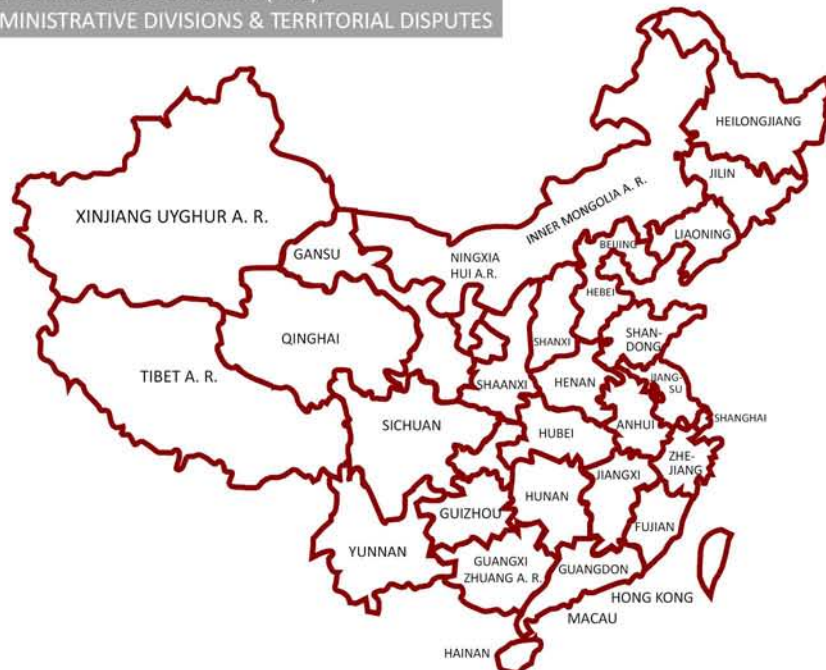 MINISTRATIVE DIVISIONS & TERRITORIAL DISPUTES
HEILONGJIANG
JILIN
XINJIANG UYGHUR A. R.
INNER MONGOLIA A. R.
LIAONING
BEIJING
GANSU
NINGXIA
HUI A.R.
HEBEI
QINGHAI
SHANXI
SHAN-
DONG
TIBET A. R.
SHAANXI
HENAN
JIANG-
SU
SICHUAN
HUBEI
ANHUI
SHANGHAI
ZHE-
JIANG
HUNAN
JIANGXI
GUIZHOU
FUJIAN
YUNNAN
GUANGXI
ZHUANG A. R.
GUANGDON
HONG KONG
MACAU
HAINAN